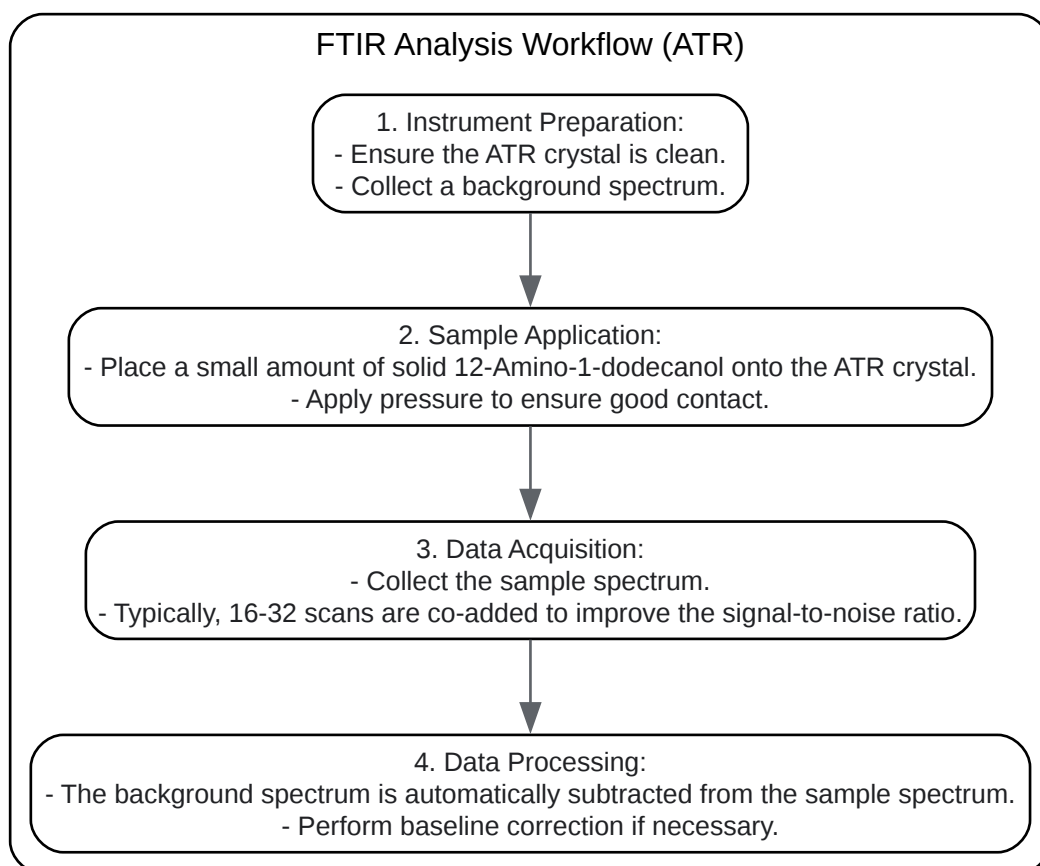 FTIR Analysis Workflow (ATR)
1. Instrument Preparation:
- Ensure the ATR crystal is clean.
- Collect a background spectrum.
2. Sample Application:
- Place a small amount of solid 12-Amino-1-dodecanol onto the ATR crystal.
- Apply pressure to ensure good contact.
3. Data Acquisition:
- Collect the sample spectrum.
- Typically, 16-32 scans are co-added to improve the signal-to-noise ratio.
4. Data Processing:
- The background spectrum is automatically subtracted from the sample spectrum.
- Perform baseline correction if necessary.